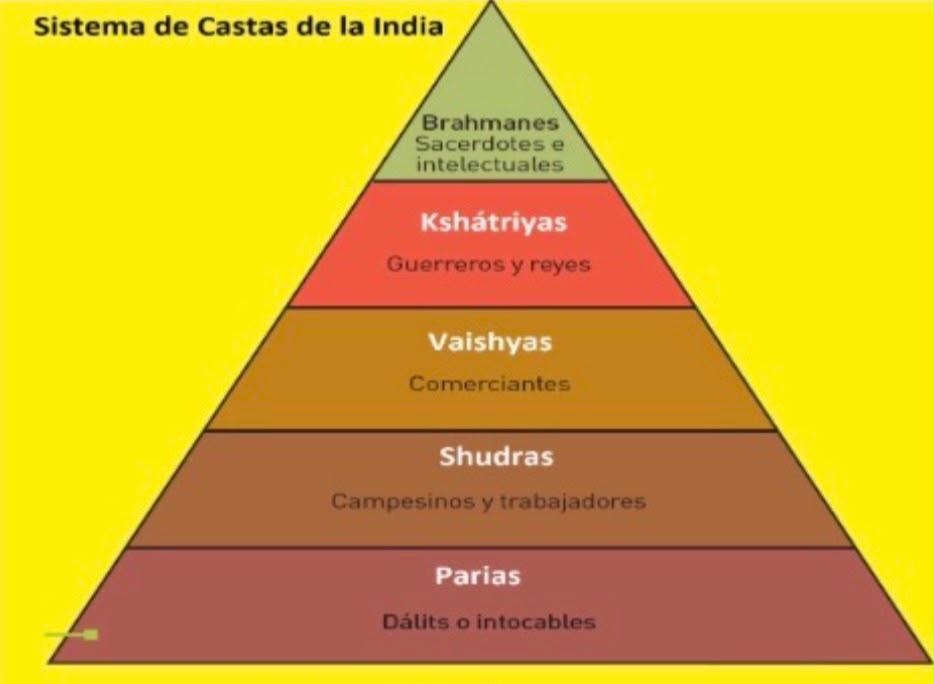 Sistema de Castas de la India
Brahmanes
Sacerdotes e
intelectuales
Kshátriyas
Guerreros y reyes
Vaishyas
Comerciantes
Shudras
Campesinos y trabajadores
Parias
Dálits o intocables